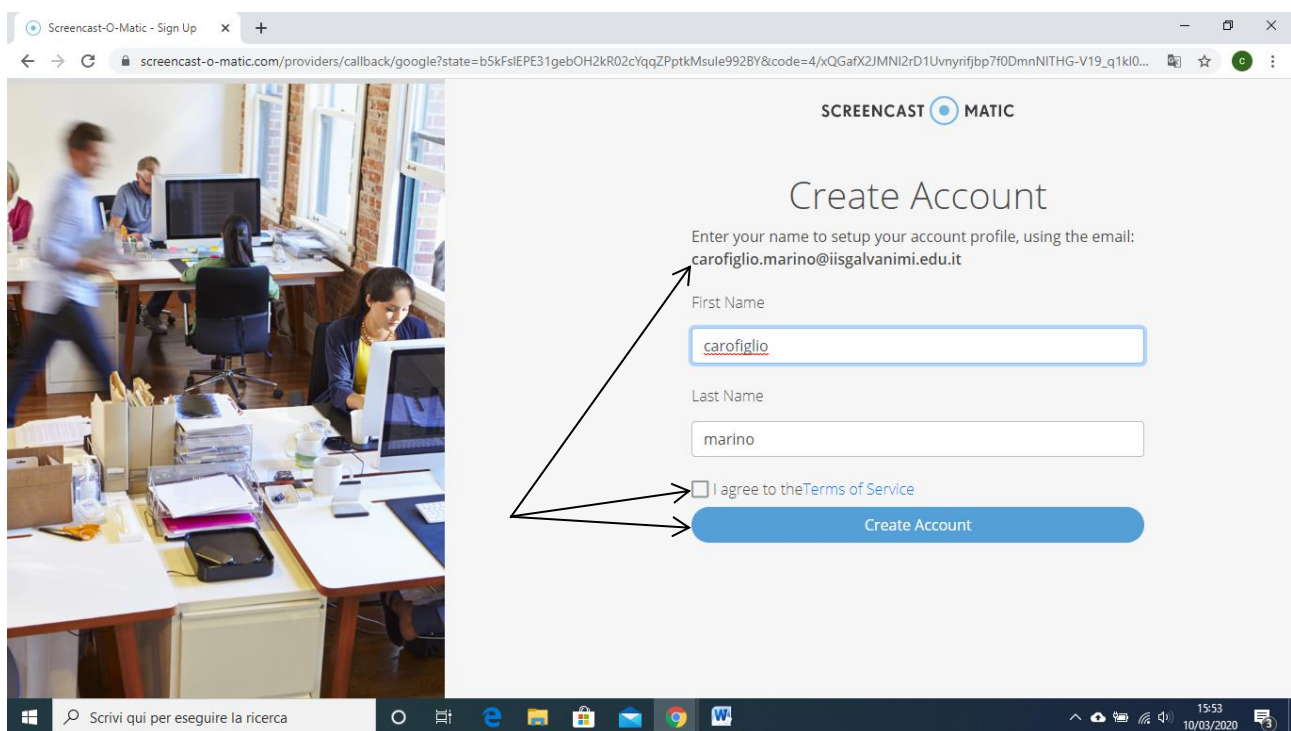 Screencast-O-Matic - Sign Up
screencast-o-matic.com/providers/callback/google?state=b5kFslEPE31gebOH2kR02cYqqZPptkMsule992BY&code=4/xQGafX2JMNI2rD1Uvnyrifjbp7f0DmnNITHG-V19_q1kl0...
C
SCREENCAST MATIC
Create Account
Enter your name to setup your account profile, using the email:
carofiglio.marino@iisgalvanimi.edu.it
First Name
carofiglio
Last Name
marino
I agree to theTerms of Service
Create Account
Scrivi qui per eseguire la ricerca
15:53
10/03/2020
3